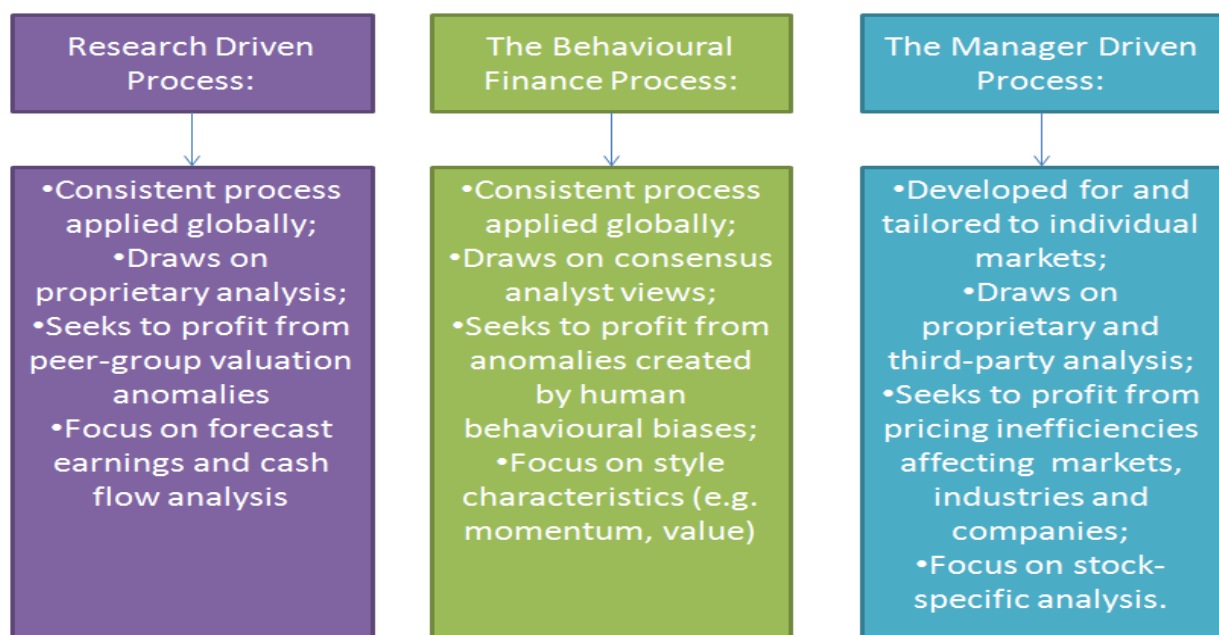 Research Driven
Process:
•Consistent process
applied globally;
•Draws on
proprietary analysis;
•Seeks to profit from
peer-group valuation
anomalies
•Focus on forecast
earnings and cash
flow analysis
The Behavioural
Finance Process:
•Consistent process
applied globally;
•Draws on consensus
analyst views;
•Seeks to profit from
anomalies created
by human
behavioural biases;
•Focus on style
characteristics (e.g.
momentum, value)
The Manager Driven
Process:
•Developed for and
tailored to individual
markets;
•Draws on
proprietary and
third-party analysis;
•Seeks to profit from
pricing inefficiencies
affecting  markets,
industries and
companies;
•Focus on stock-
specific analysis.